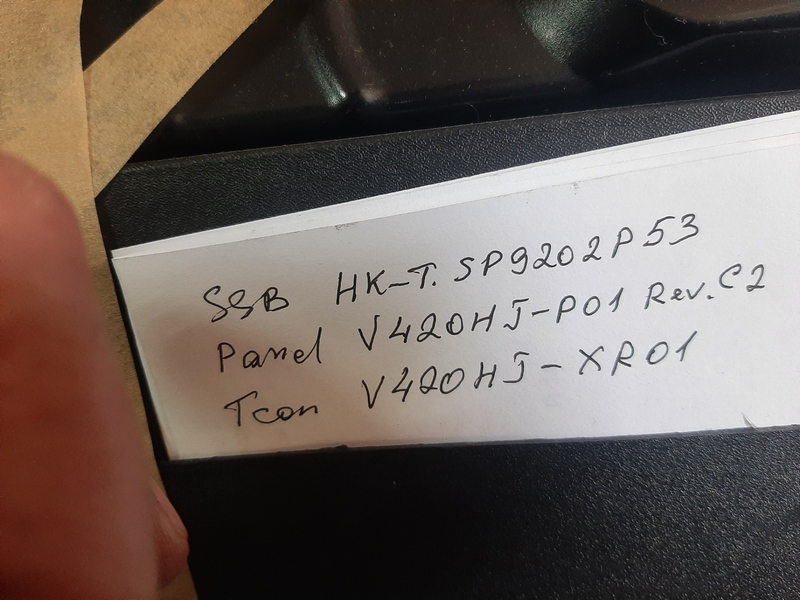 SSB HK-T. SP9202P53
Panel V420HJ-P01 Rev. C2
Tcon V420HJ-XR01